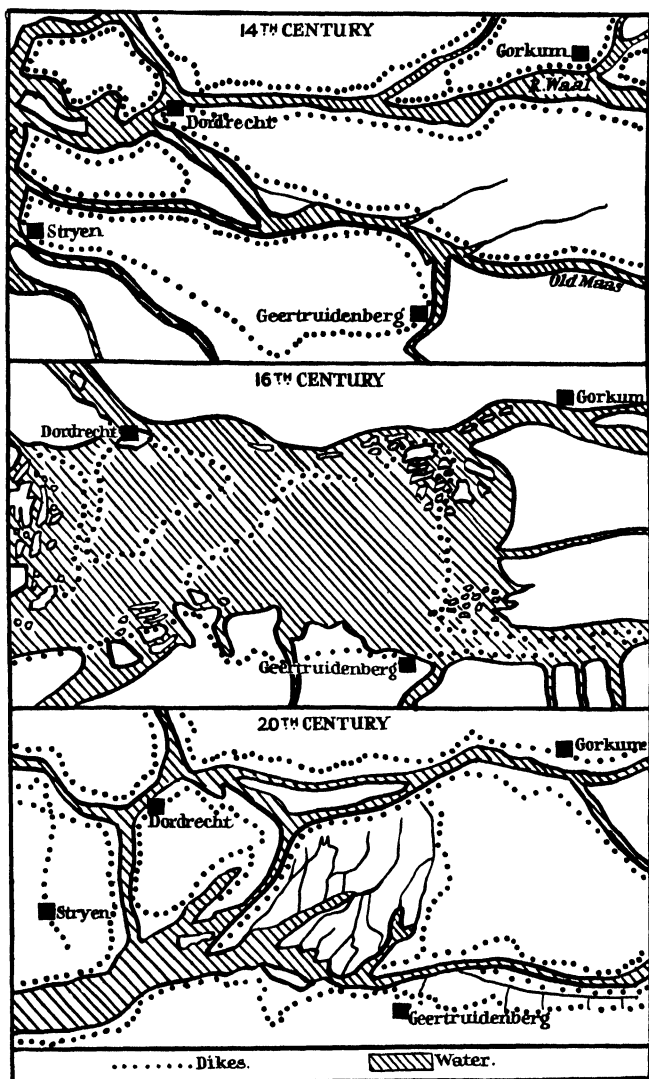 14TH CENTURY
Gorkum
R. Waal
Dordrecht
Stryen
Old Maas
Geertruidenberg
16TH CENTURY
Gorkum
Dordrecht
Geertruidenberg
20TH CENTURY
Gorkum
Dordrecht
Stryen
Geertruidenberg
Dikes. Water.